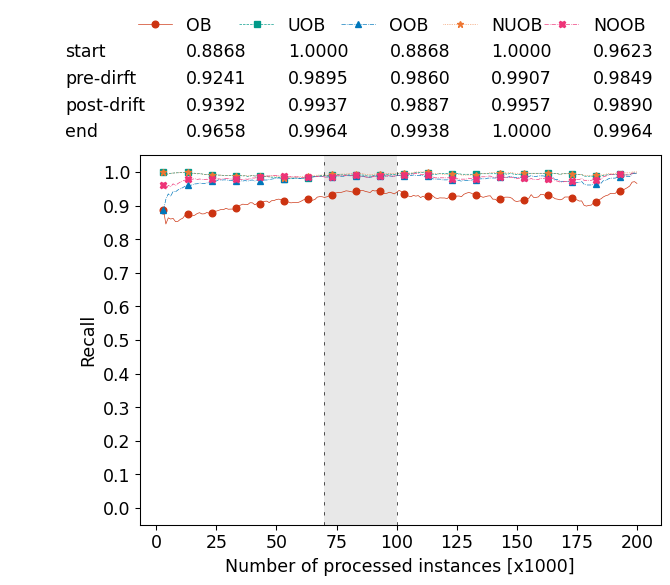 OB UOB OOB NUOB NOOB
start 0.8868 1.0000 0.8868 1.0000 0.9623
pre-dirft 0.9241 0.9895 0.9860 0.9907 0.9849
post-drift 0.9392 0.9937 0.9887 0.9957 0.9890
end 0.9658 0.9964 0.9938 1.0000 0.9964
1.0
0.9
0.8
0.7
0.6
0.5
0.4
0.3
0.2
0.1
0.0
Recall
0 25 50 75 100 125 150 175 200
Number of processed instances [x1000]